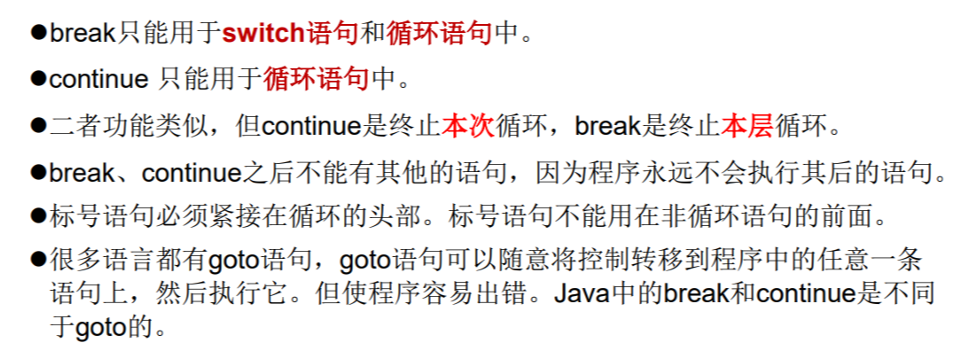 ●break只能用于switch语句和循环语句中。
●continue 只能用于循环语句中。
●二者功能类似，但continue是终止本次循环，break是终止本层循环。
●break、continue之后不能有其他的语句，因为程序永远不会执行其后的语句。
●标号语句必须紧接在循环的头部。标号语句不能用在非循环语句的前面。
●很多语言都有goto语句，goto语句可以随意将控制转移到程序中的任意一条
语句上，然后执行它。但使程序容易出错。Java中的break和continue是不同
于goto的。